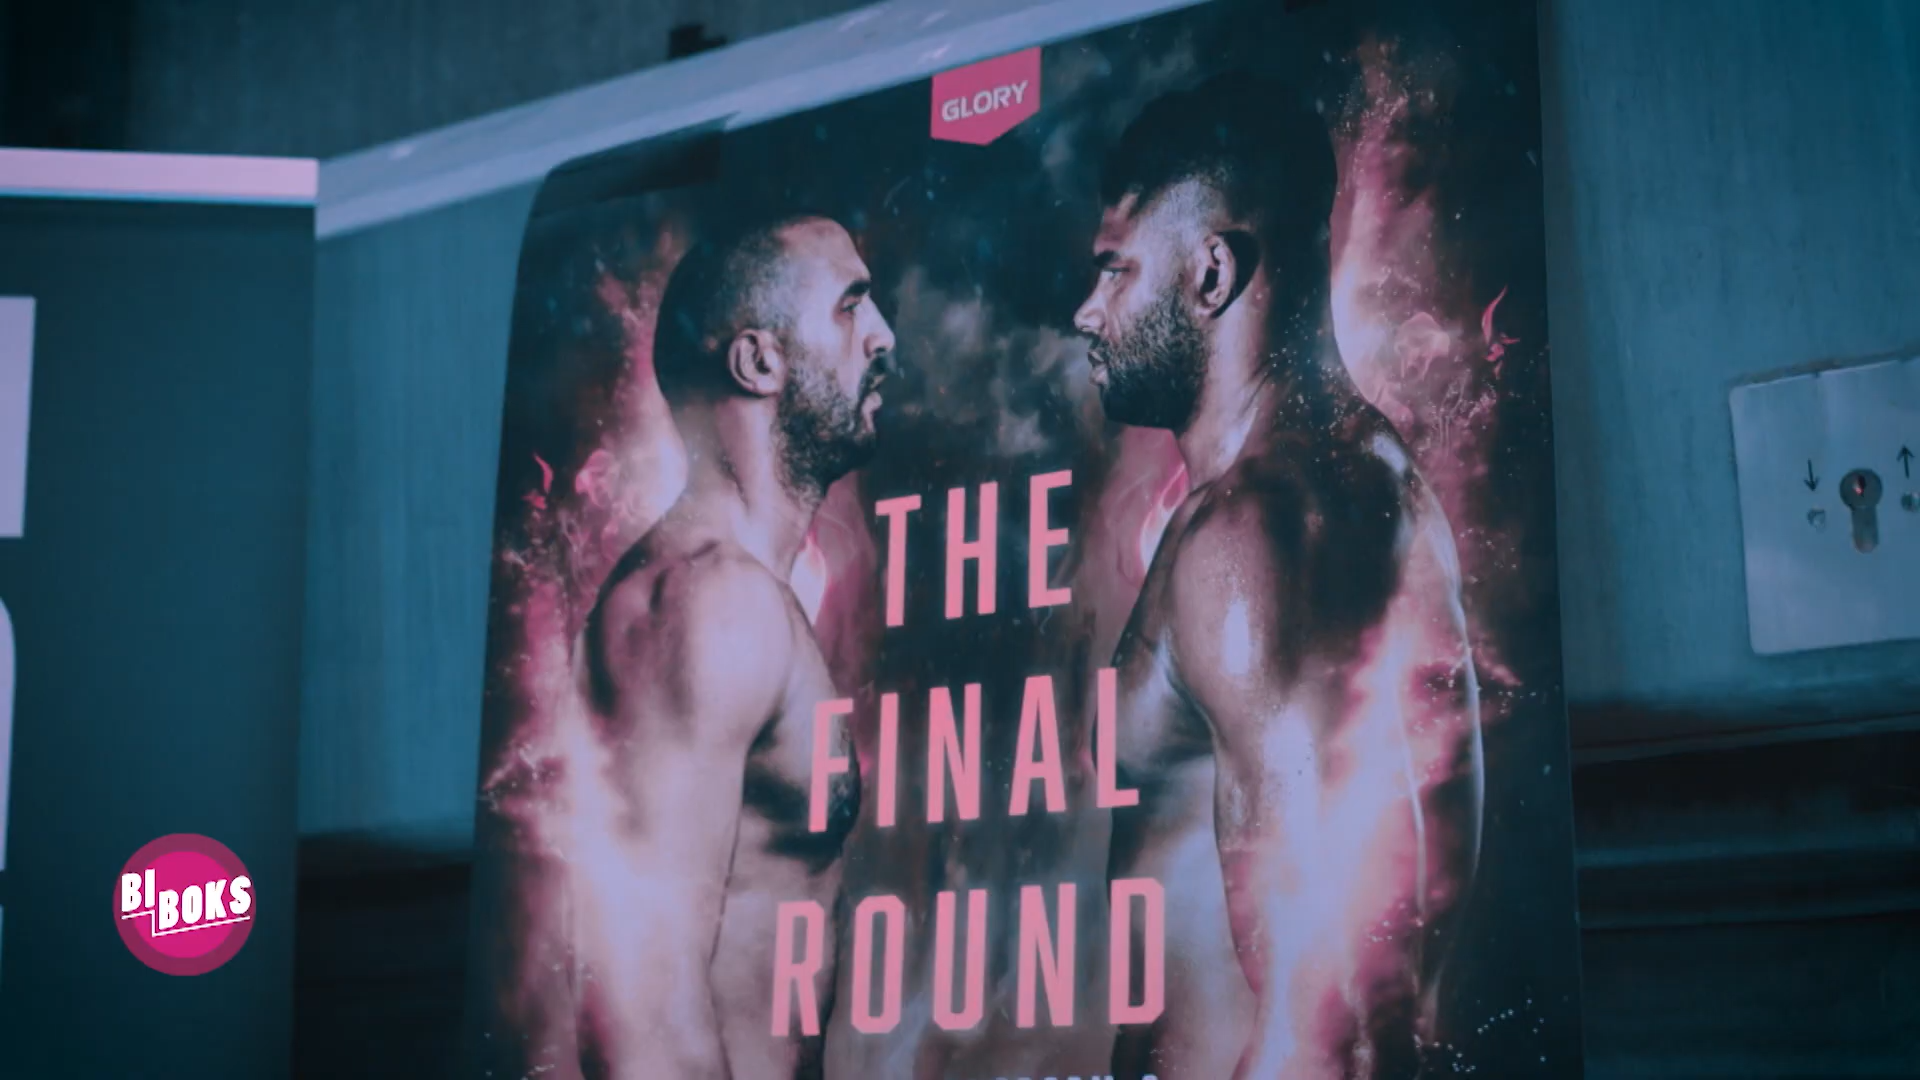 GLORY
THE
FINAL
ROUND
BI
BOKS